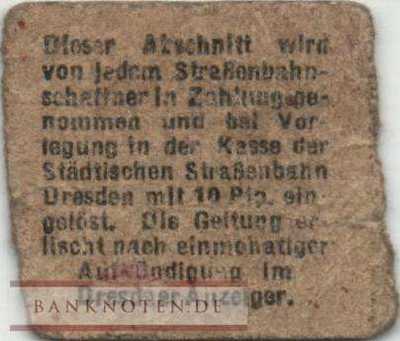 Dieser Abschnitt wird
von jedem Straßenbahn-
schaffner in Zahlung ge-
nommen und bei Vor-
legung in der Kasse der
Städtischen Straßenbahn
Dresden mit 10 Pfg. ein-
gelöst. Die Geltung er-
lischt nach einmonatiger
Aufkündigung im
Dresdner Anzeiger.
BANKNOTEN.DE